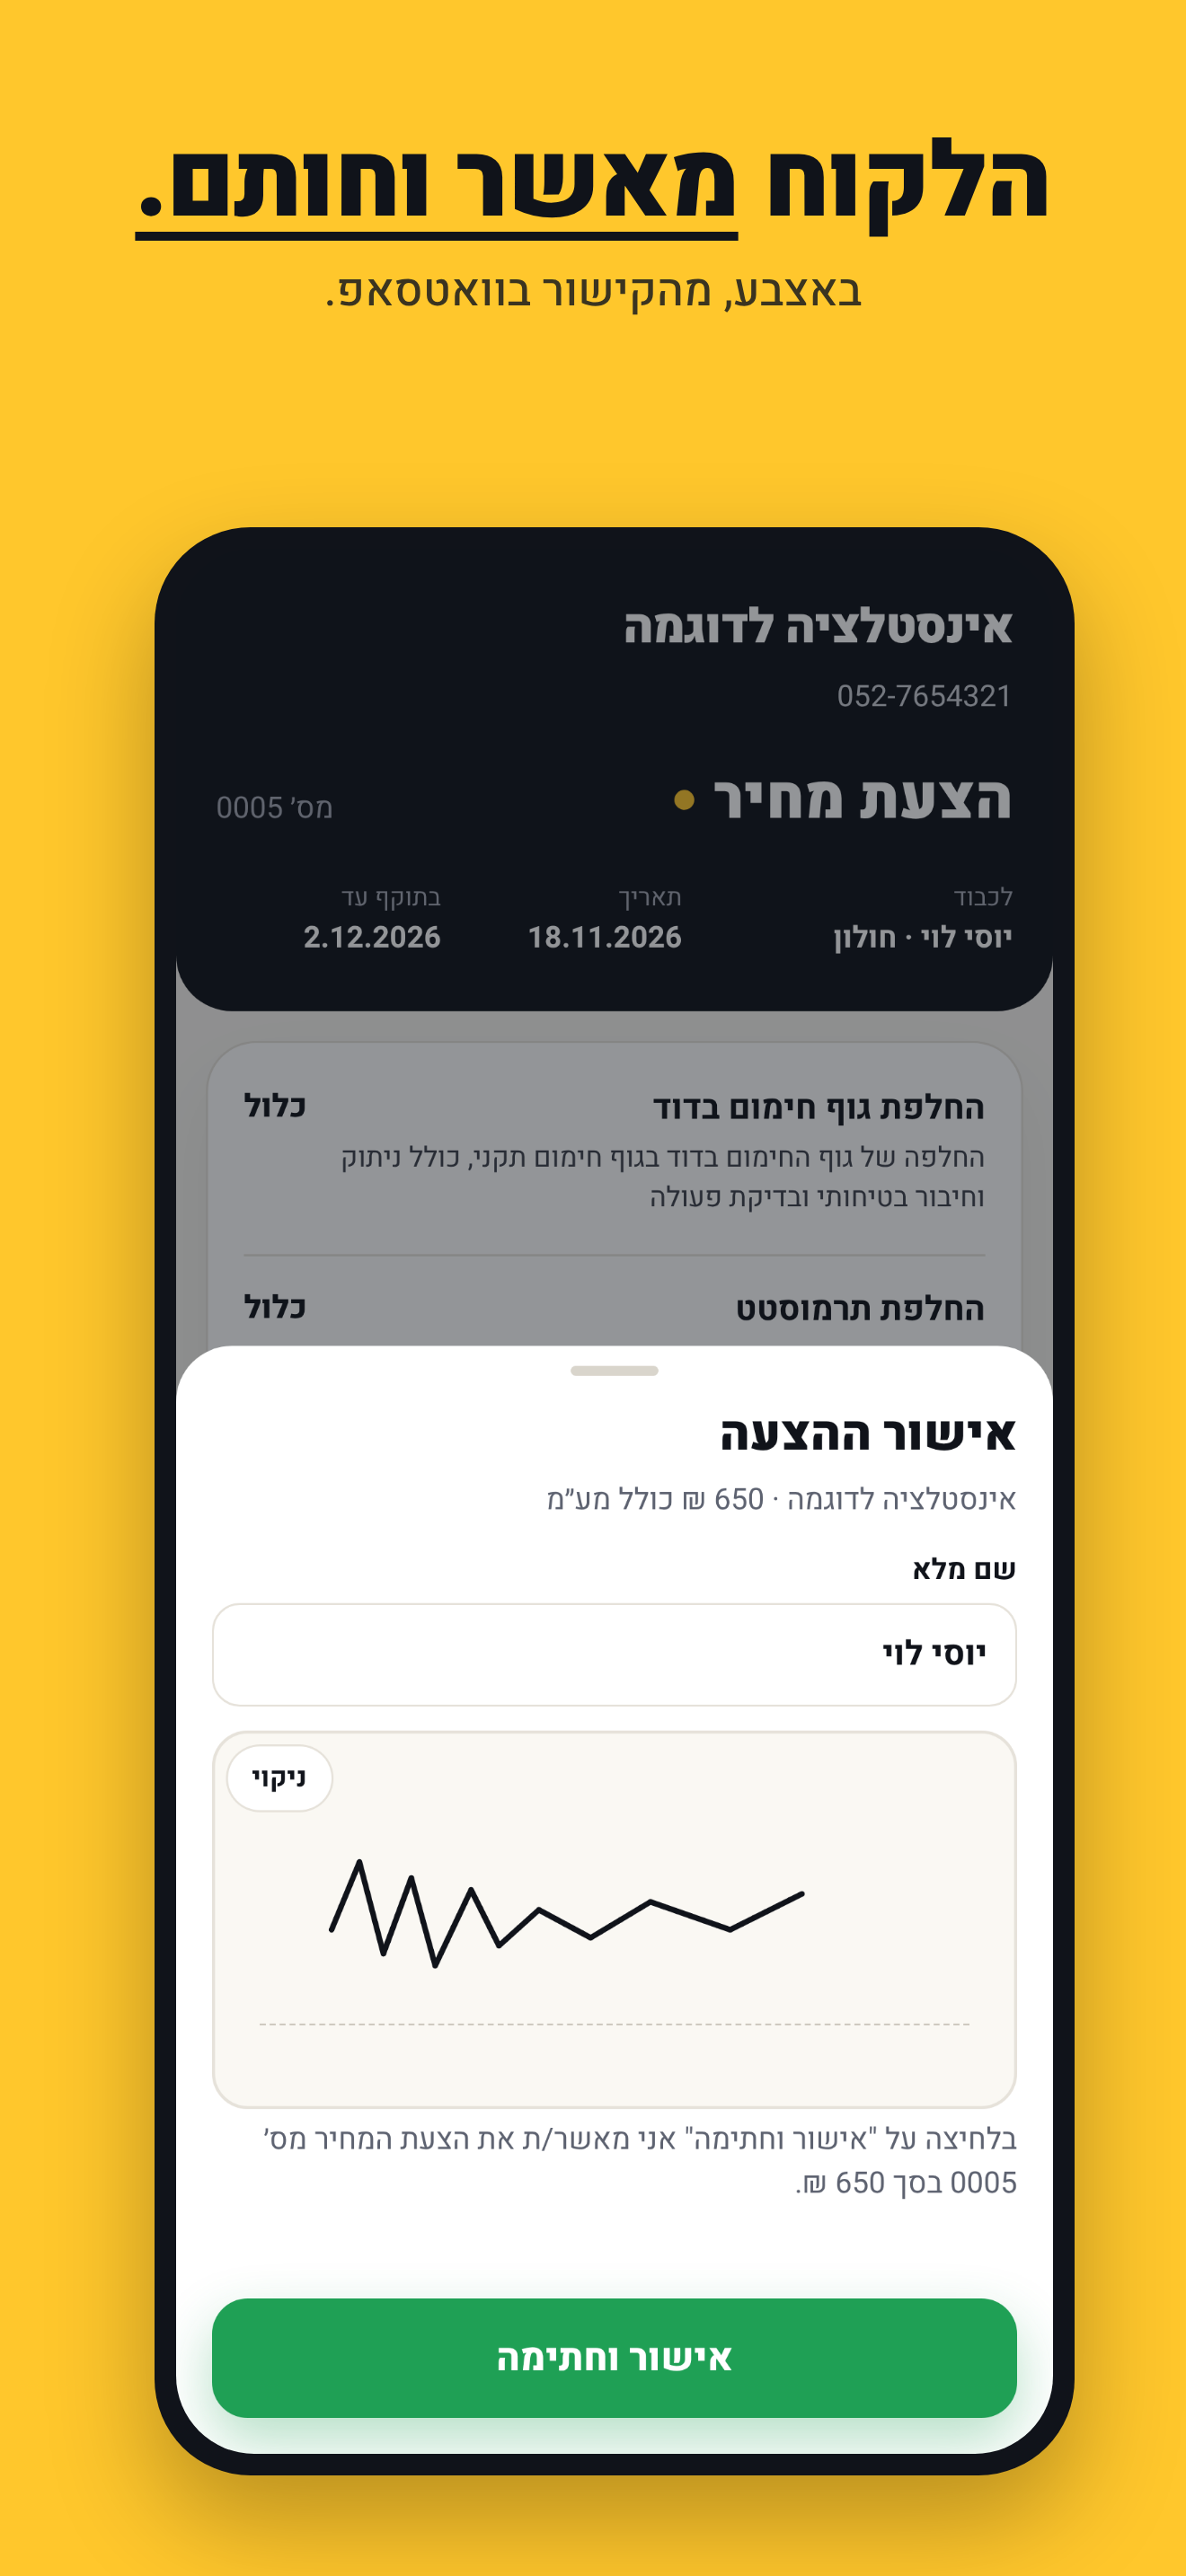 הלקוח מאשר וחותם.
באצבע, מהקישור בוואטסאפ.
אינסטלציה לדוגמה
052-7654321
הצעת מחיר
מס׳ 0005
לכבוד
תאריך
בתוקף עד
יוסי לוי · חולון
18.11.2026
2.12.2026
החלפת גוף חימום בדוד
כלול
החלפה של גוף החימום בדוד בגוף חימום תקני, כולל ניתוק
וחיבור בטיחותי ובדיקת פעולה
החלפת תרמוסטט
כלול
אישור ההצעה
אינסטלציה לדוגמה · 650 ₪ כולל מע״מ
שם מלא
יוסי לוי
ניקוי
בלחיצה על "אישור וחתימה" אני מאשר/ת את הצעת המחיר מס׳
0005 בסך 650 ₪.
אישור וחתימה